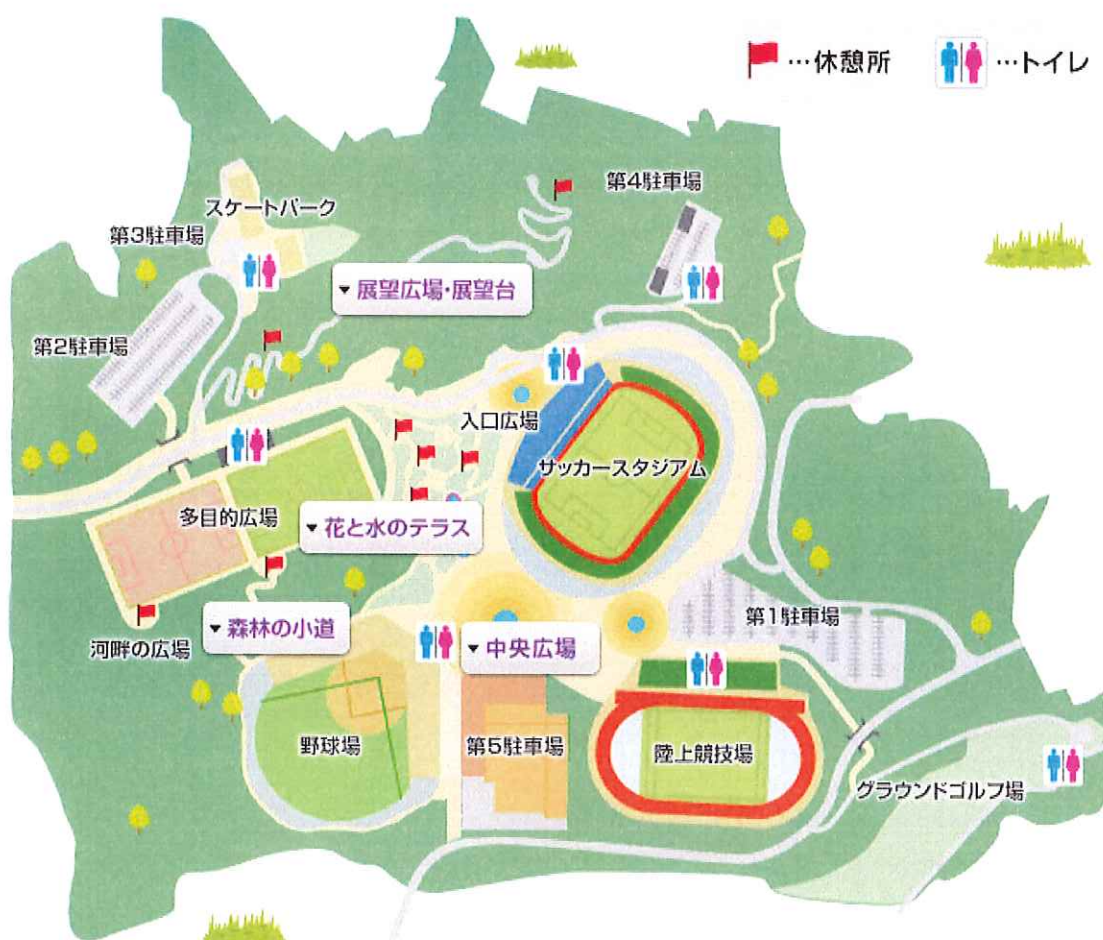 …休憩所
…トイレ
第4駐車場
スケートパーク
第3駐車場
▼ 展望広場・展望台
第2駐車場
入口広場
サッカースタジアム
多目的広場
▼ 花と水のテラス
第1駐車場
▼ 森林の小道
河畔の広場
▼ 中央広場
野球場
第5駐車場
陸上競技場
グラウンドゴルフ場